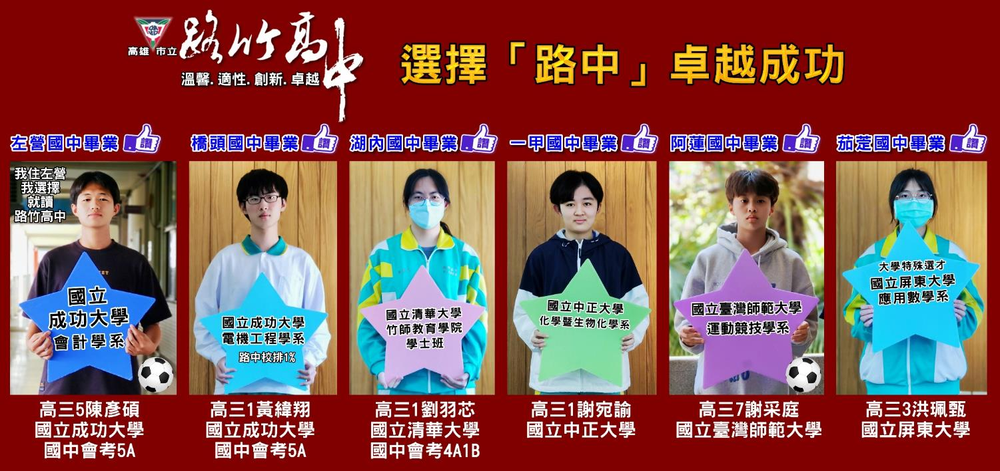 高雄市立路竹高中
溫馨.適性.創新.卓越
選擇「路中」卓越成功
左營國中畢業 讚
橋頭國中畢業 讚
湖內國中畢業 讚
一甲國中畢業 讚
阿蓮國中畢業 讚
茄萣國中畢業 讚
我住左營
我選擇
就讀
路竹高中
國立
成功大學
會計學系
國立成功大學
電機工程學系
路中校排1%
國立清華大學
竹師教育學院
學士班
國立中正大學
化學暨生物化學系
國立臺灣師範大學
運動競技學系
大學特殊選才
國立屏東大學
應用數學系
高三5陳彥碩
國立成功大學
國中會考5A
高三1黃緯翔
國立成功大學
國中會考5A
高三1劉羽芯
國立清華大學
國中會考4A1B
高三1謝宛諭
國立中正大學
高三7謝采庭
國立臺灣師範大學
高三3洪珮甄
國立屏東大學